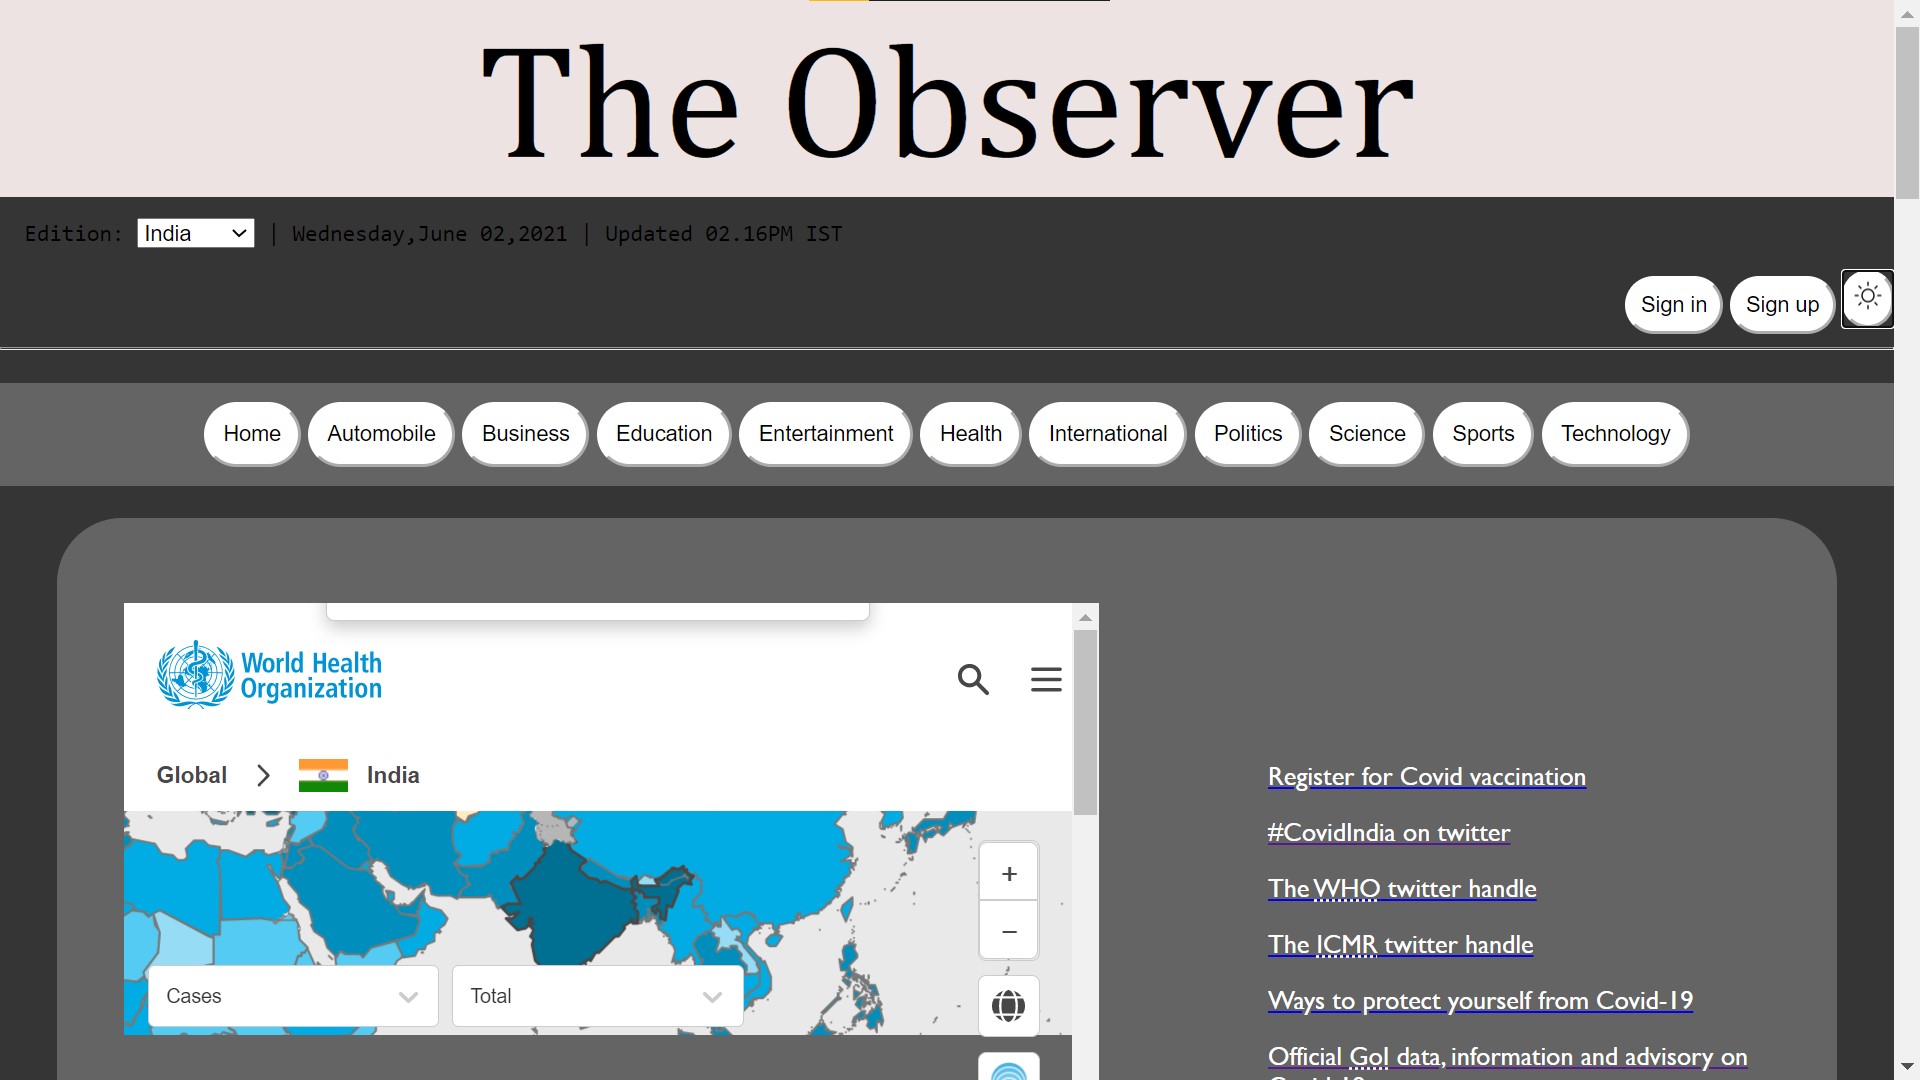 The Observer
Edition: India | Wednesday,June 02,2021 | Updated 02.16PM IST
Sign in Sign up
Home Automobile Business Education Entertainment Health International Politics Science Sports Technology
World Health
Organization
Global India
Register for Covid vaccination
#CovidIndia on twitter
The WHO twitter handle
The ICMR twitter handle
Cases Total
Ways to protect yourself from Covid-19
Official GoI data, information and advisory on